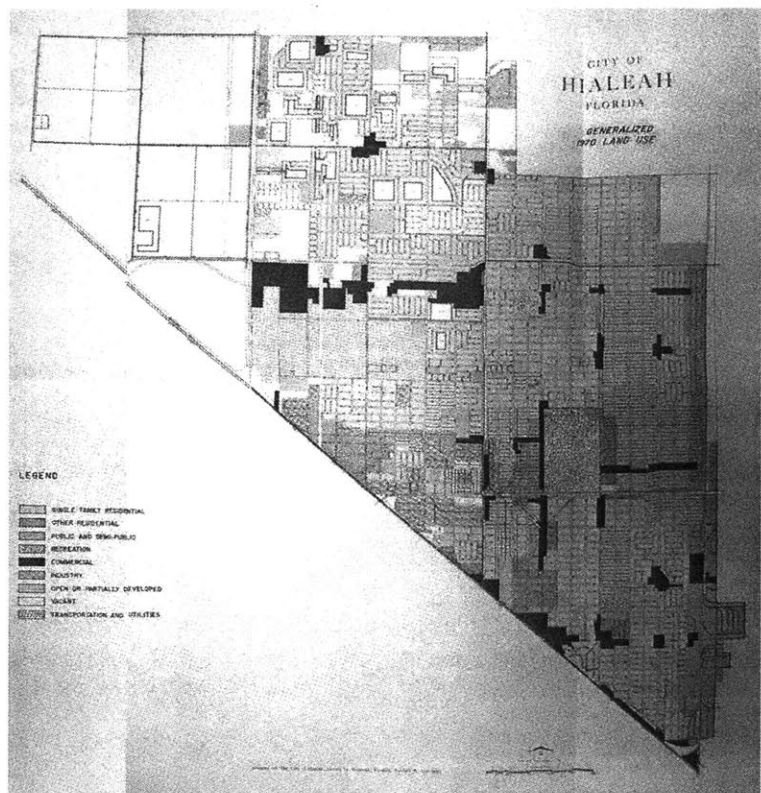 CITY OF
HIALEAH
FLORIDA
GENERALIZED
1970 LAND USE
LEGEND
SINGLE FAMILY RESIDENTIAL
OTHER RESIDENTIAL
PUBLIC AND SEMI-PUBLIC
RECREATION
COMMERCIAL
INDUSTRY
OPEN OR PARTIALLY DEVELOPED
VACANT
TRANSPORTATION AND UTILITIES